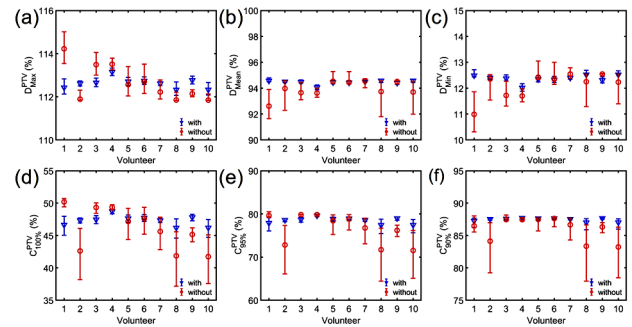 (a)
D^PTV_Max (%)
116
114
112
110
1 2 3 4 5 6 7 8 9 10
Volunteer
with
without
(b)
D^PTV_Mean (%)
100
98
96
94
92
90
1 2 3 4 5 6 7 8 9 10
Volunteer
with
without
(c)
D^PTV_Min (%)
15
14
13
12
11
10
1 2 3 4 5 6 7 8 9 10
Volunteer
with
without
(d)
C^PTV_100% (%)
55
50
45
40
35
1 2 3 4 5 6 7 8 9 10
Volunteer
with
without
(e)
C^PTV_95% (%)
90
80
70
60
1 2 3 4 5 6 7 8 9 10
Volunteer
with
without
(f)
C^PTV_90% (%)
95
90
85
80
75
1 2 3 4 5 6 7 8 9 10
Volunteer
with
without